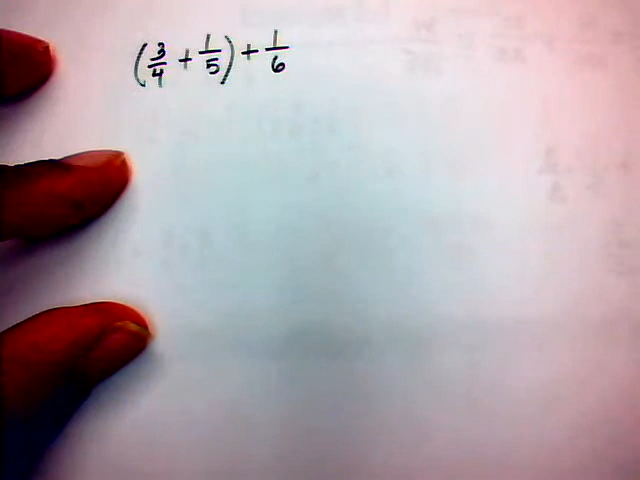 (3/4 + 1/5) + 1/6